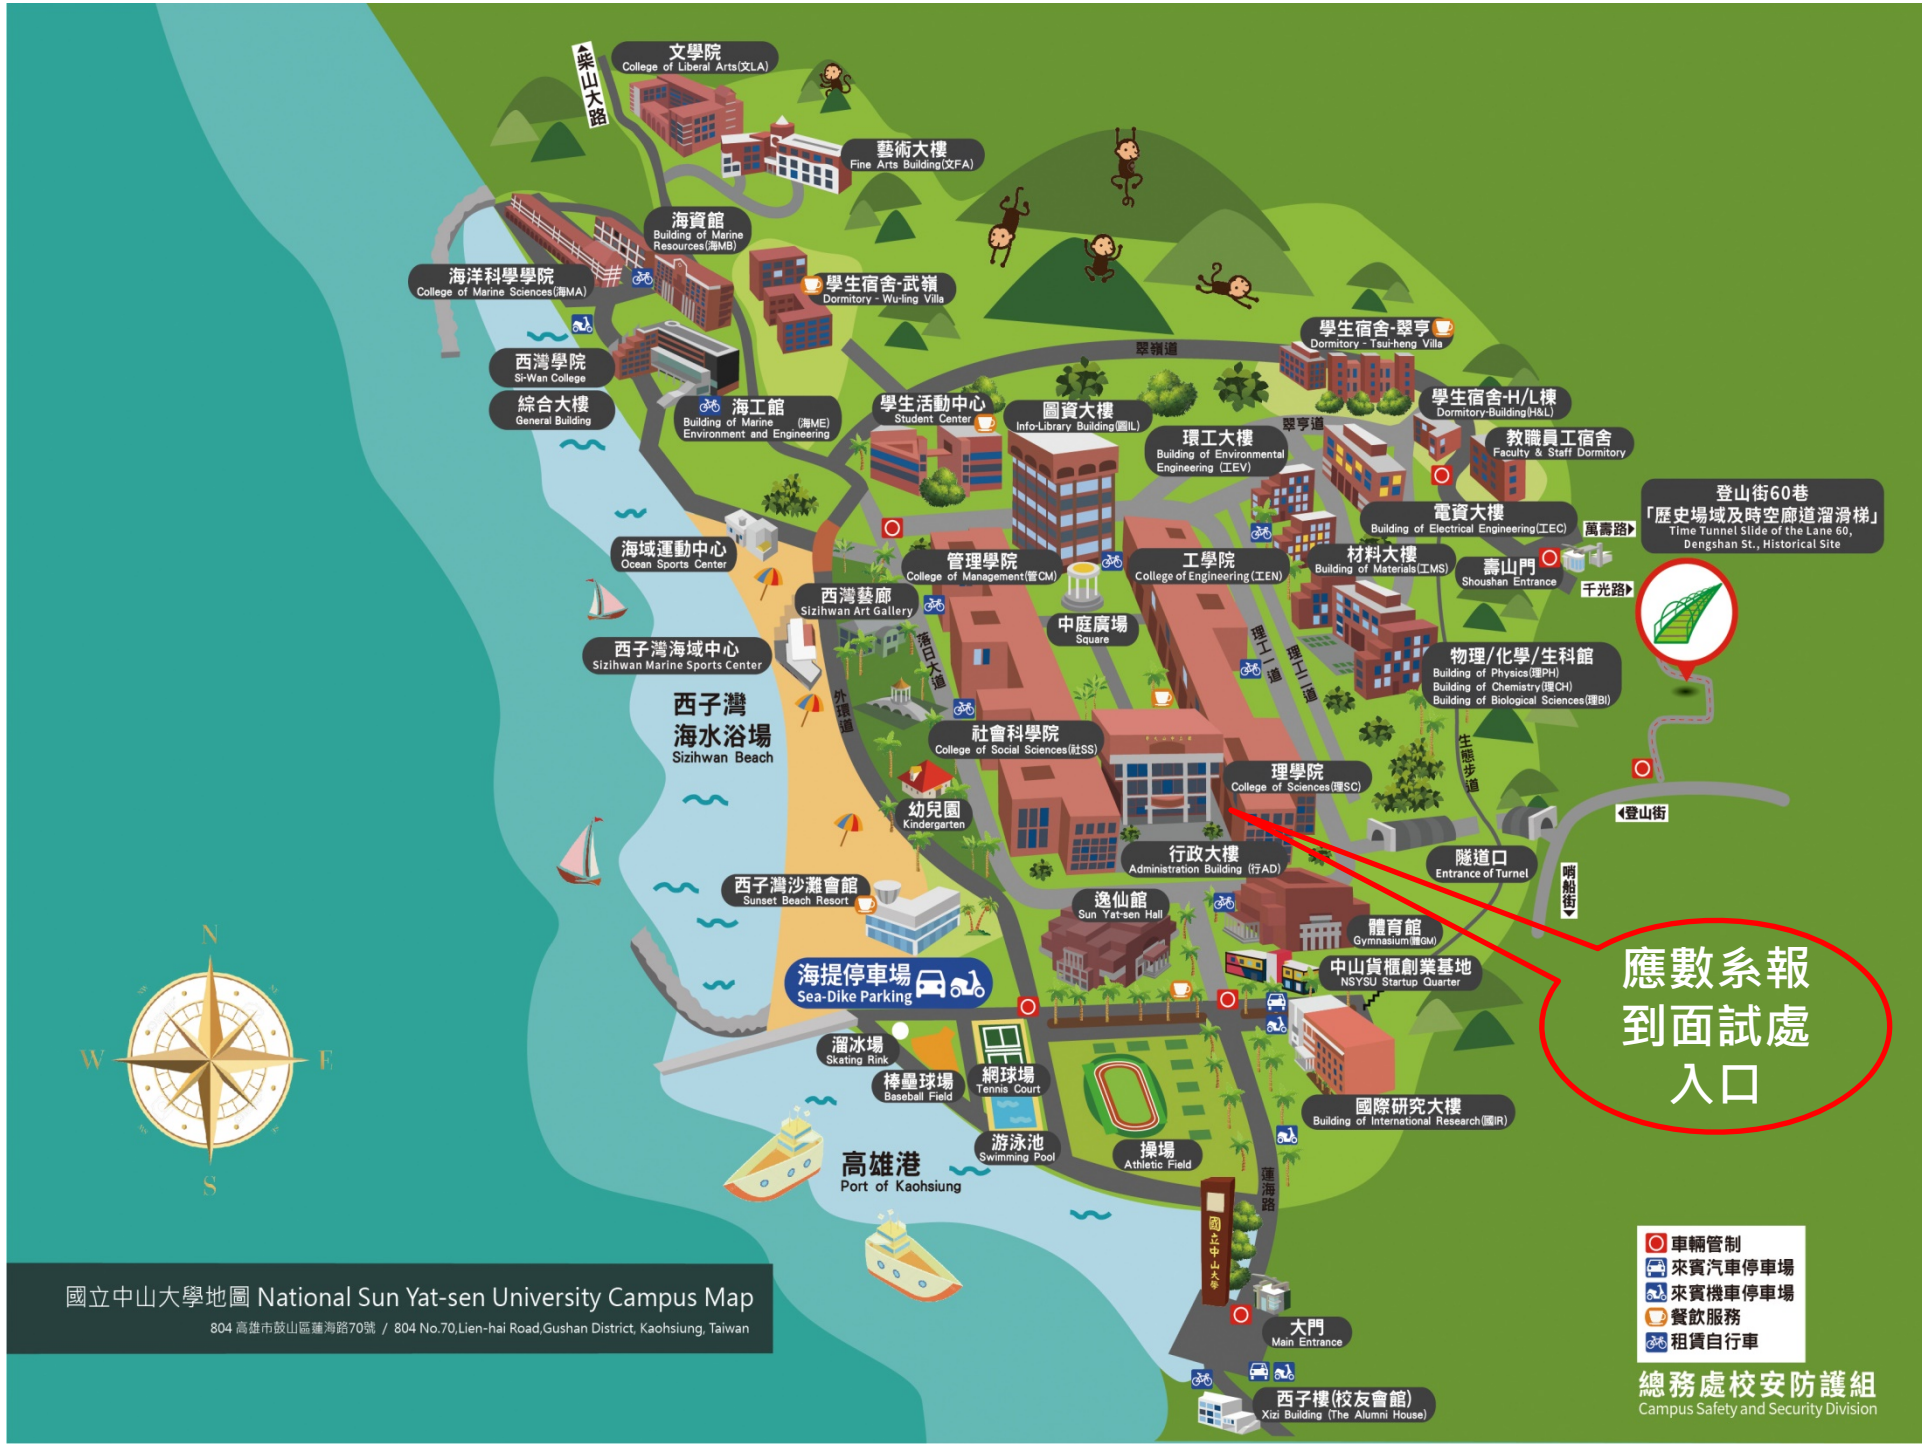 柴山大路
文學院
College of Liberal Arts(文LA)
藝術大樓
Fine Arts Building(文FA)
海資館
Building of Marine
Resources(海MB)
海洋科學學院
College of Marine Sciences(海MA)
學生宿舍-武嶺
Dormitory - Wu-ling Villa
西灣學院
Si-Wan College
綜合大樓
General Building
海工館
Building of Marine (海ME)
Environment and Engineering
翠嶺道
學生宿舍-翠亨
Dormitory - Tsui-heng Villa
學生活動中心
Student Center
圖資大樓
Info-Library Building(圖IL)
翠亨道
學生宿舍-H/L棟
Dormitory-Building(H&L)
環工大樓
Building of Environmental
Engineering (工EV)
教職員工宿舍
Faculty & Staff Dormitory
電資大樓
Building of Electrical Engineering(工EC)
登山街60巷
「歷史場域及時空廊道溜滑梯」
Time Tunnel Slide of the Lane 60,
Dengshan St., Historical Site
萬壽路
壽山門
Shoushan Entrance
千光路
海域運動中心
Ocean Sports Center
管理學院
College of Management(管CM)
工學院
College of Engineering(工EN)
材料大樓
Building of Materials(工MS)
西灣藝廊
Sizihwan Art Gallery
中庭廣場
Square
落日大道
理工一道
理工二道
西子灣海域中心
Sizihwan Marine Sports Center
物理/化學/生科館
Building of Physics(理PH)
Building of Chemistry(理CH)
Building of Biological Sciences(理BI)
外環道
西子灣
海水浴場
Sizihwan Beach
社會科學院
College of Social Sciences(社SS)
生態步道
理學院
College of Sciences(理SC)
幼兒園
Kindergarten
登山街
行政大樓
Administration Building (行AD)
隧道口
Entrance of Turnel
哨船街
西子灣沙灘會館
Sunset Beach Resort
逸仙館
Sun Yat-sen Hall
體育館
Gymnasium(體GM)
應數系報
到面試處
入口
海提停車場
Sea-Dike Parking
中山貨櫃創業基地
NSYSU Startup Quarter
溜冰場
Skating Rink
棒壘球場
Baseball Field
網球場
Tennis Court
國際研究大樓
Building of International Research(國IR)
游泳池
Swimming Pool
操場
Athletic Field
高雄港
Port of Kaohsiung
蓮海路
國立中山大學
N
W
E
S
大門
Main Entrance
西子樓(校友會館)
Xizi Building (The Alumni House)
國立中山大學地圖 National Sun Yat-sen University Campus Map
804 高雄市鼓山區蓮海路70號 / 804 No.70,Lien-hai Road,Gushan District, Kaohsiung, Taiwan
車輛管制
來賓汽車停車場
來賓機車停車場
餐飲服務
租賃自行車
總務處校安防護組
Campus Safety and Security Division